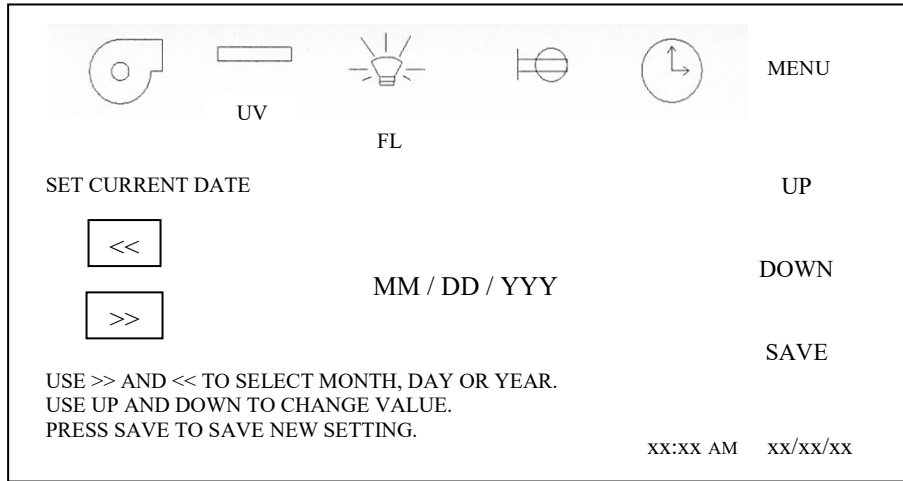 MENU
UV
FL
SET CURRENT DATE
UP
<<
DOWN
MM / DD / YYY
>>
SAVE
USE >> AND << TO SELECT MONTH, DAY OR YEAR.
USE UP AND DOWN TO CHANGE VALUE.
PRESS SAVE TO SAVE NEW SETTING.
xx:xx AM xx/xx/xx